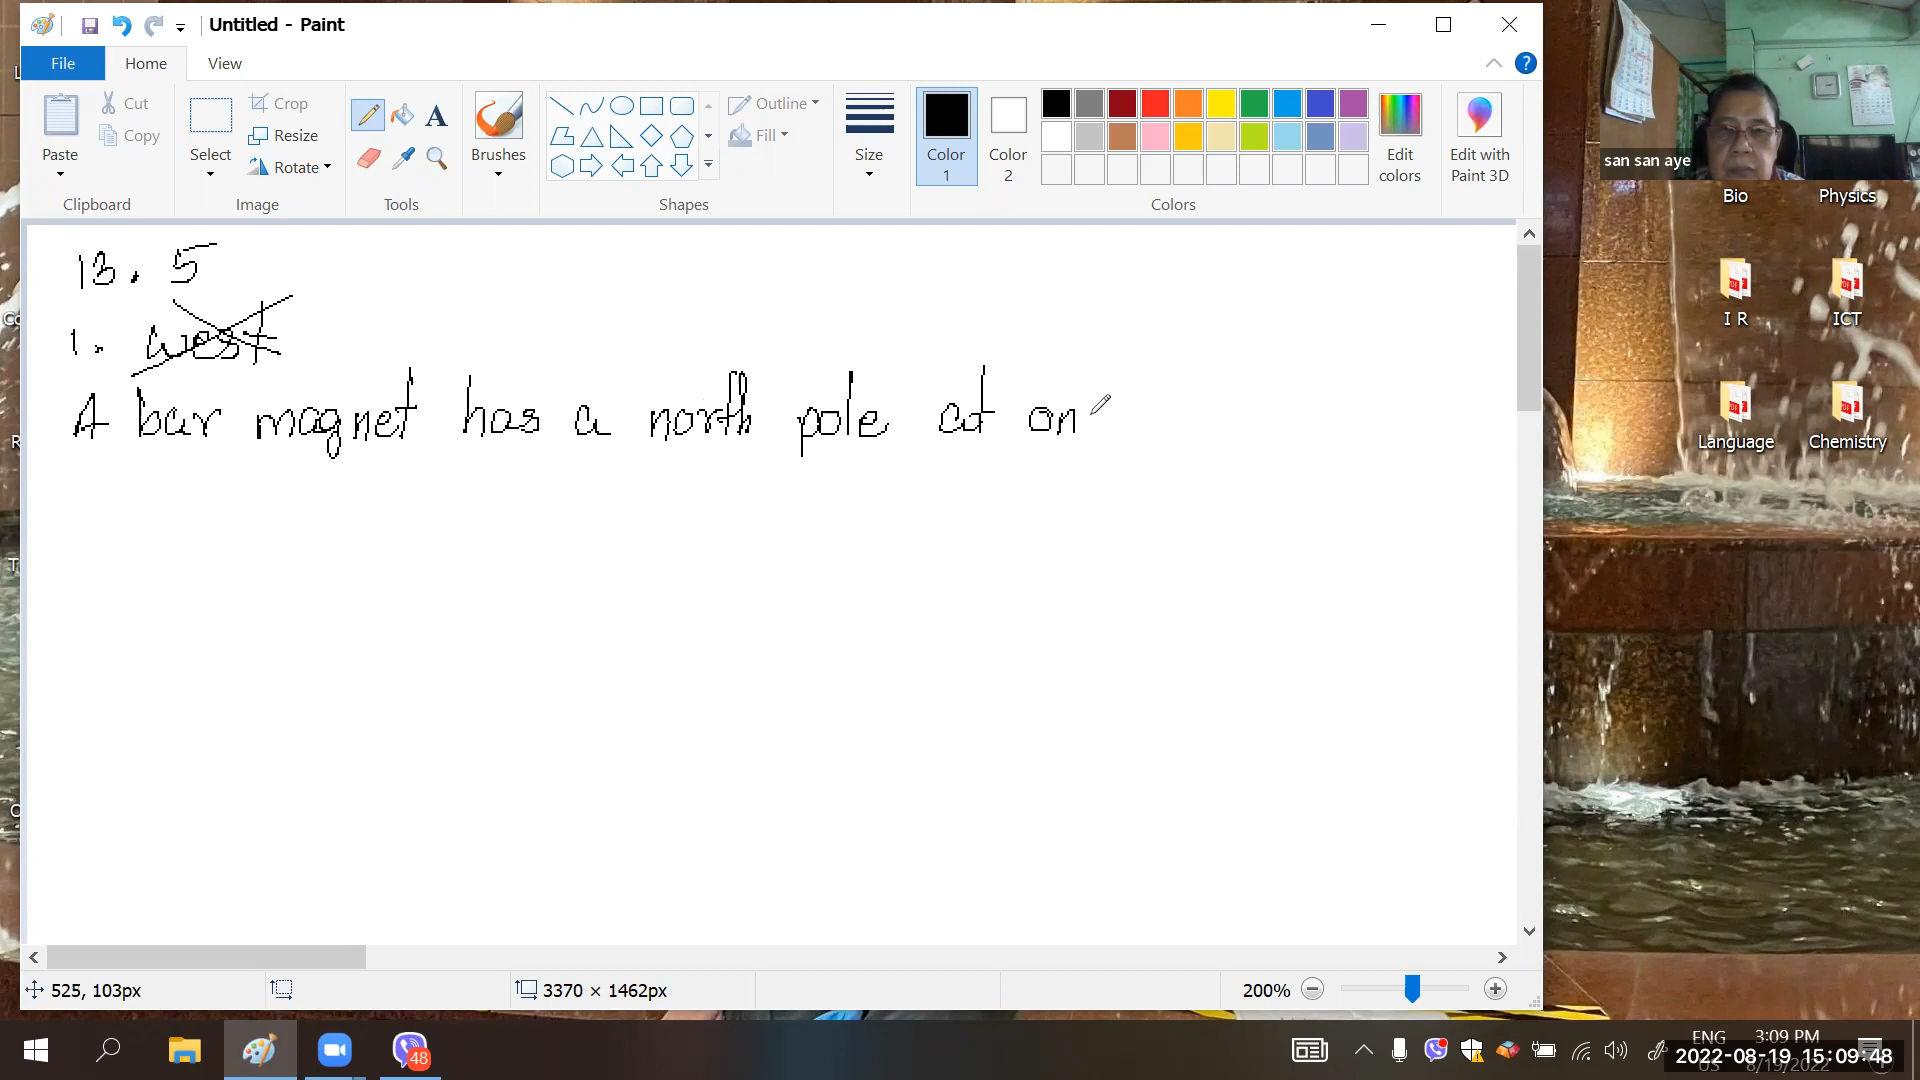 Untitled - Paint
File Home View
Paste Cut Copy Clipboard
Select Crop Resize Rotate Image
Tools
Brushes
Outline Fill Shapes
Size
Color 1 Color 2 Edit colors Edit with Paint 3D Colors
san san aye
Bio Physics
I R ICT
Language Chemistry
13. 5
1. west
A bar magnet has a north pole at on
525, 103px 3370 × 1462px 200%
48
ENG 3:09 PM
2022-08-19 15:09:48